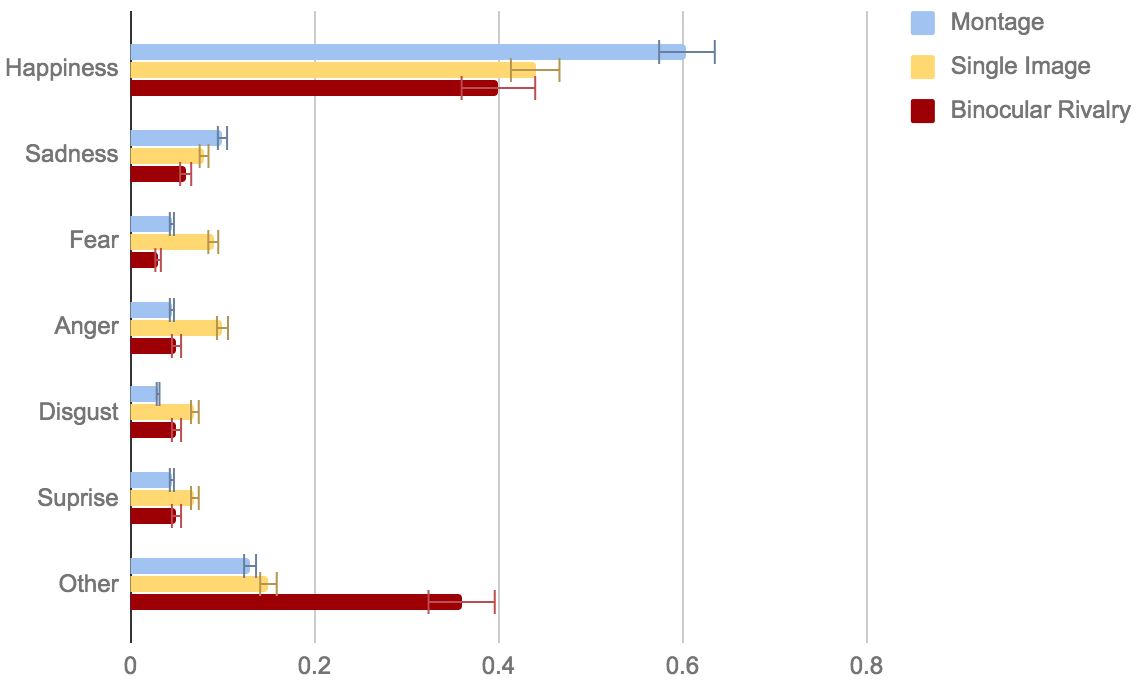 Montage
Single Image
Binocular Rivalry
Happiness
Sadness
Fear
Anger
Disgust
Suprise
Other
0 0.2 0.4 0.6 0.8